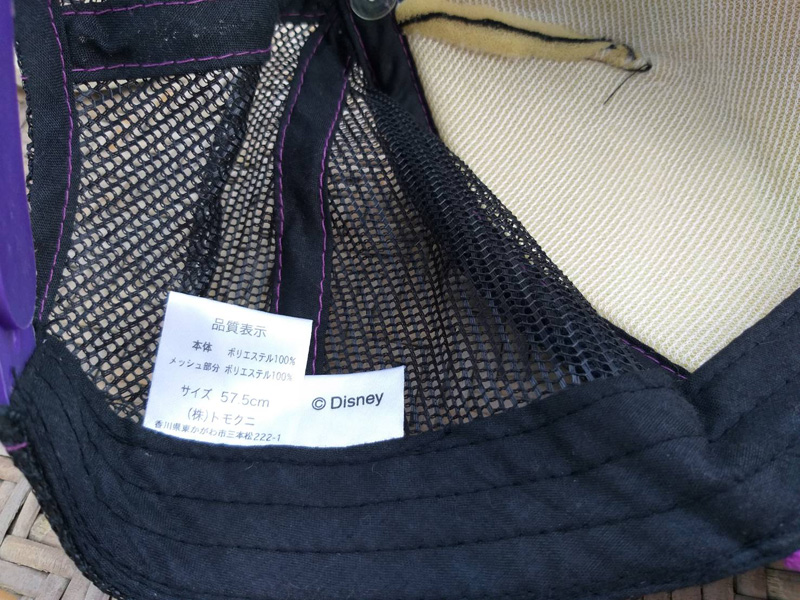 品質表示
本体 ポリエステル100%
メッシュ部分 ポリエステル100%
サイズ 57.5cm
(株)トモクニ
香川県東かがわ市三本松222-1
© Disney